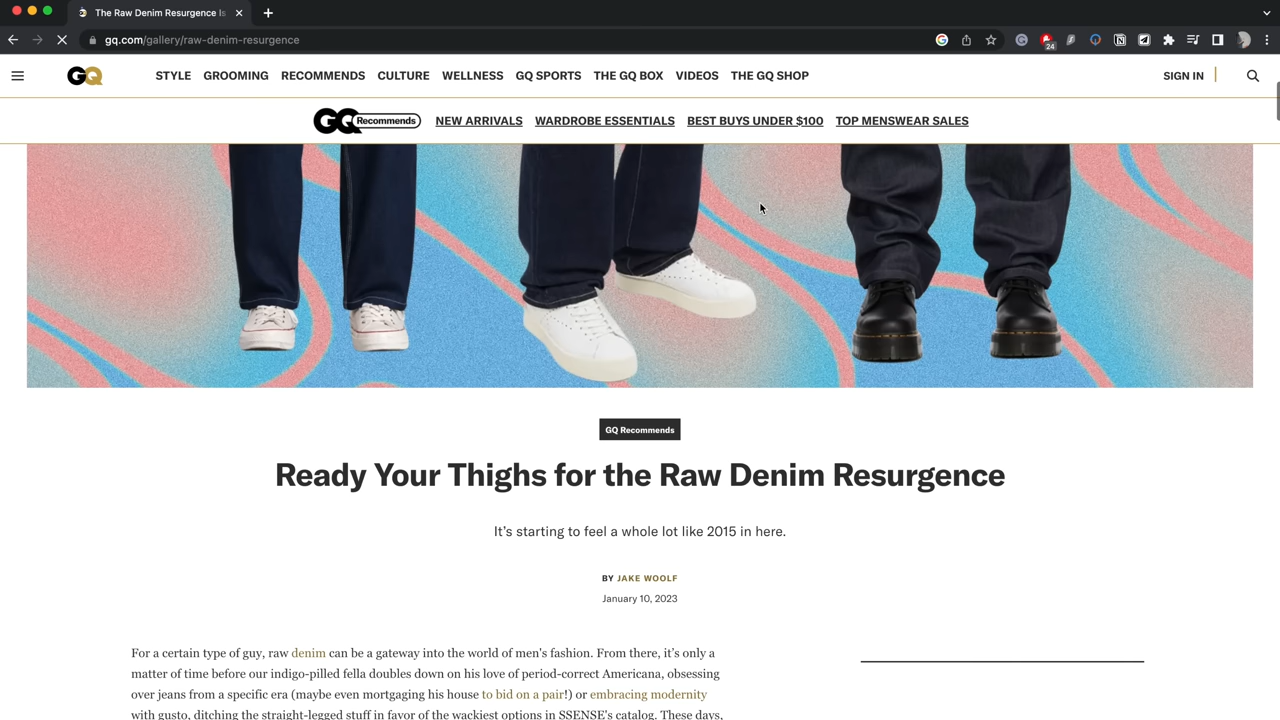 The Raw Denim Resurgence Is
gq.com/gallery/raw-denim-resurgence
24
GQ
STYLE GROOMING RECOMMENDS CULTURE WELLNESS GQ SPORTS THE GQ BOX VIDEOS THE GQ SHOP
SIGN IN
GQ Recommends
NEW ARRIVALS WARDROBE ESSENTIALS BEST BUYS UNDER $100 TOP MENSWEAR SALES
GQ Recommends
Ready Your Thighs for the Raw Denim Resurgence
It's starting to feel a whole lot like 2015 in here.
BY JAKE WOOLF
January 10, 2023
For a certain type of guy, raw denim can be a gateway into the world of men's fashion. From there, it's only a
matter of time before our indigo-pilled fella doubles down on his love of period-correct Americana, obsessing
over jeans from a specific era (maybe even mortgaging his house to bid on a pair!) or embracing modernity
with gusto, ditching the straight-legged stuff in favor of the wackiest options in SSENSE's catalog. These days,